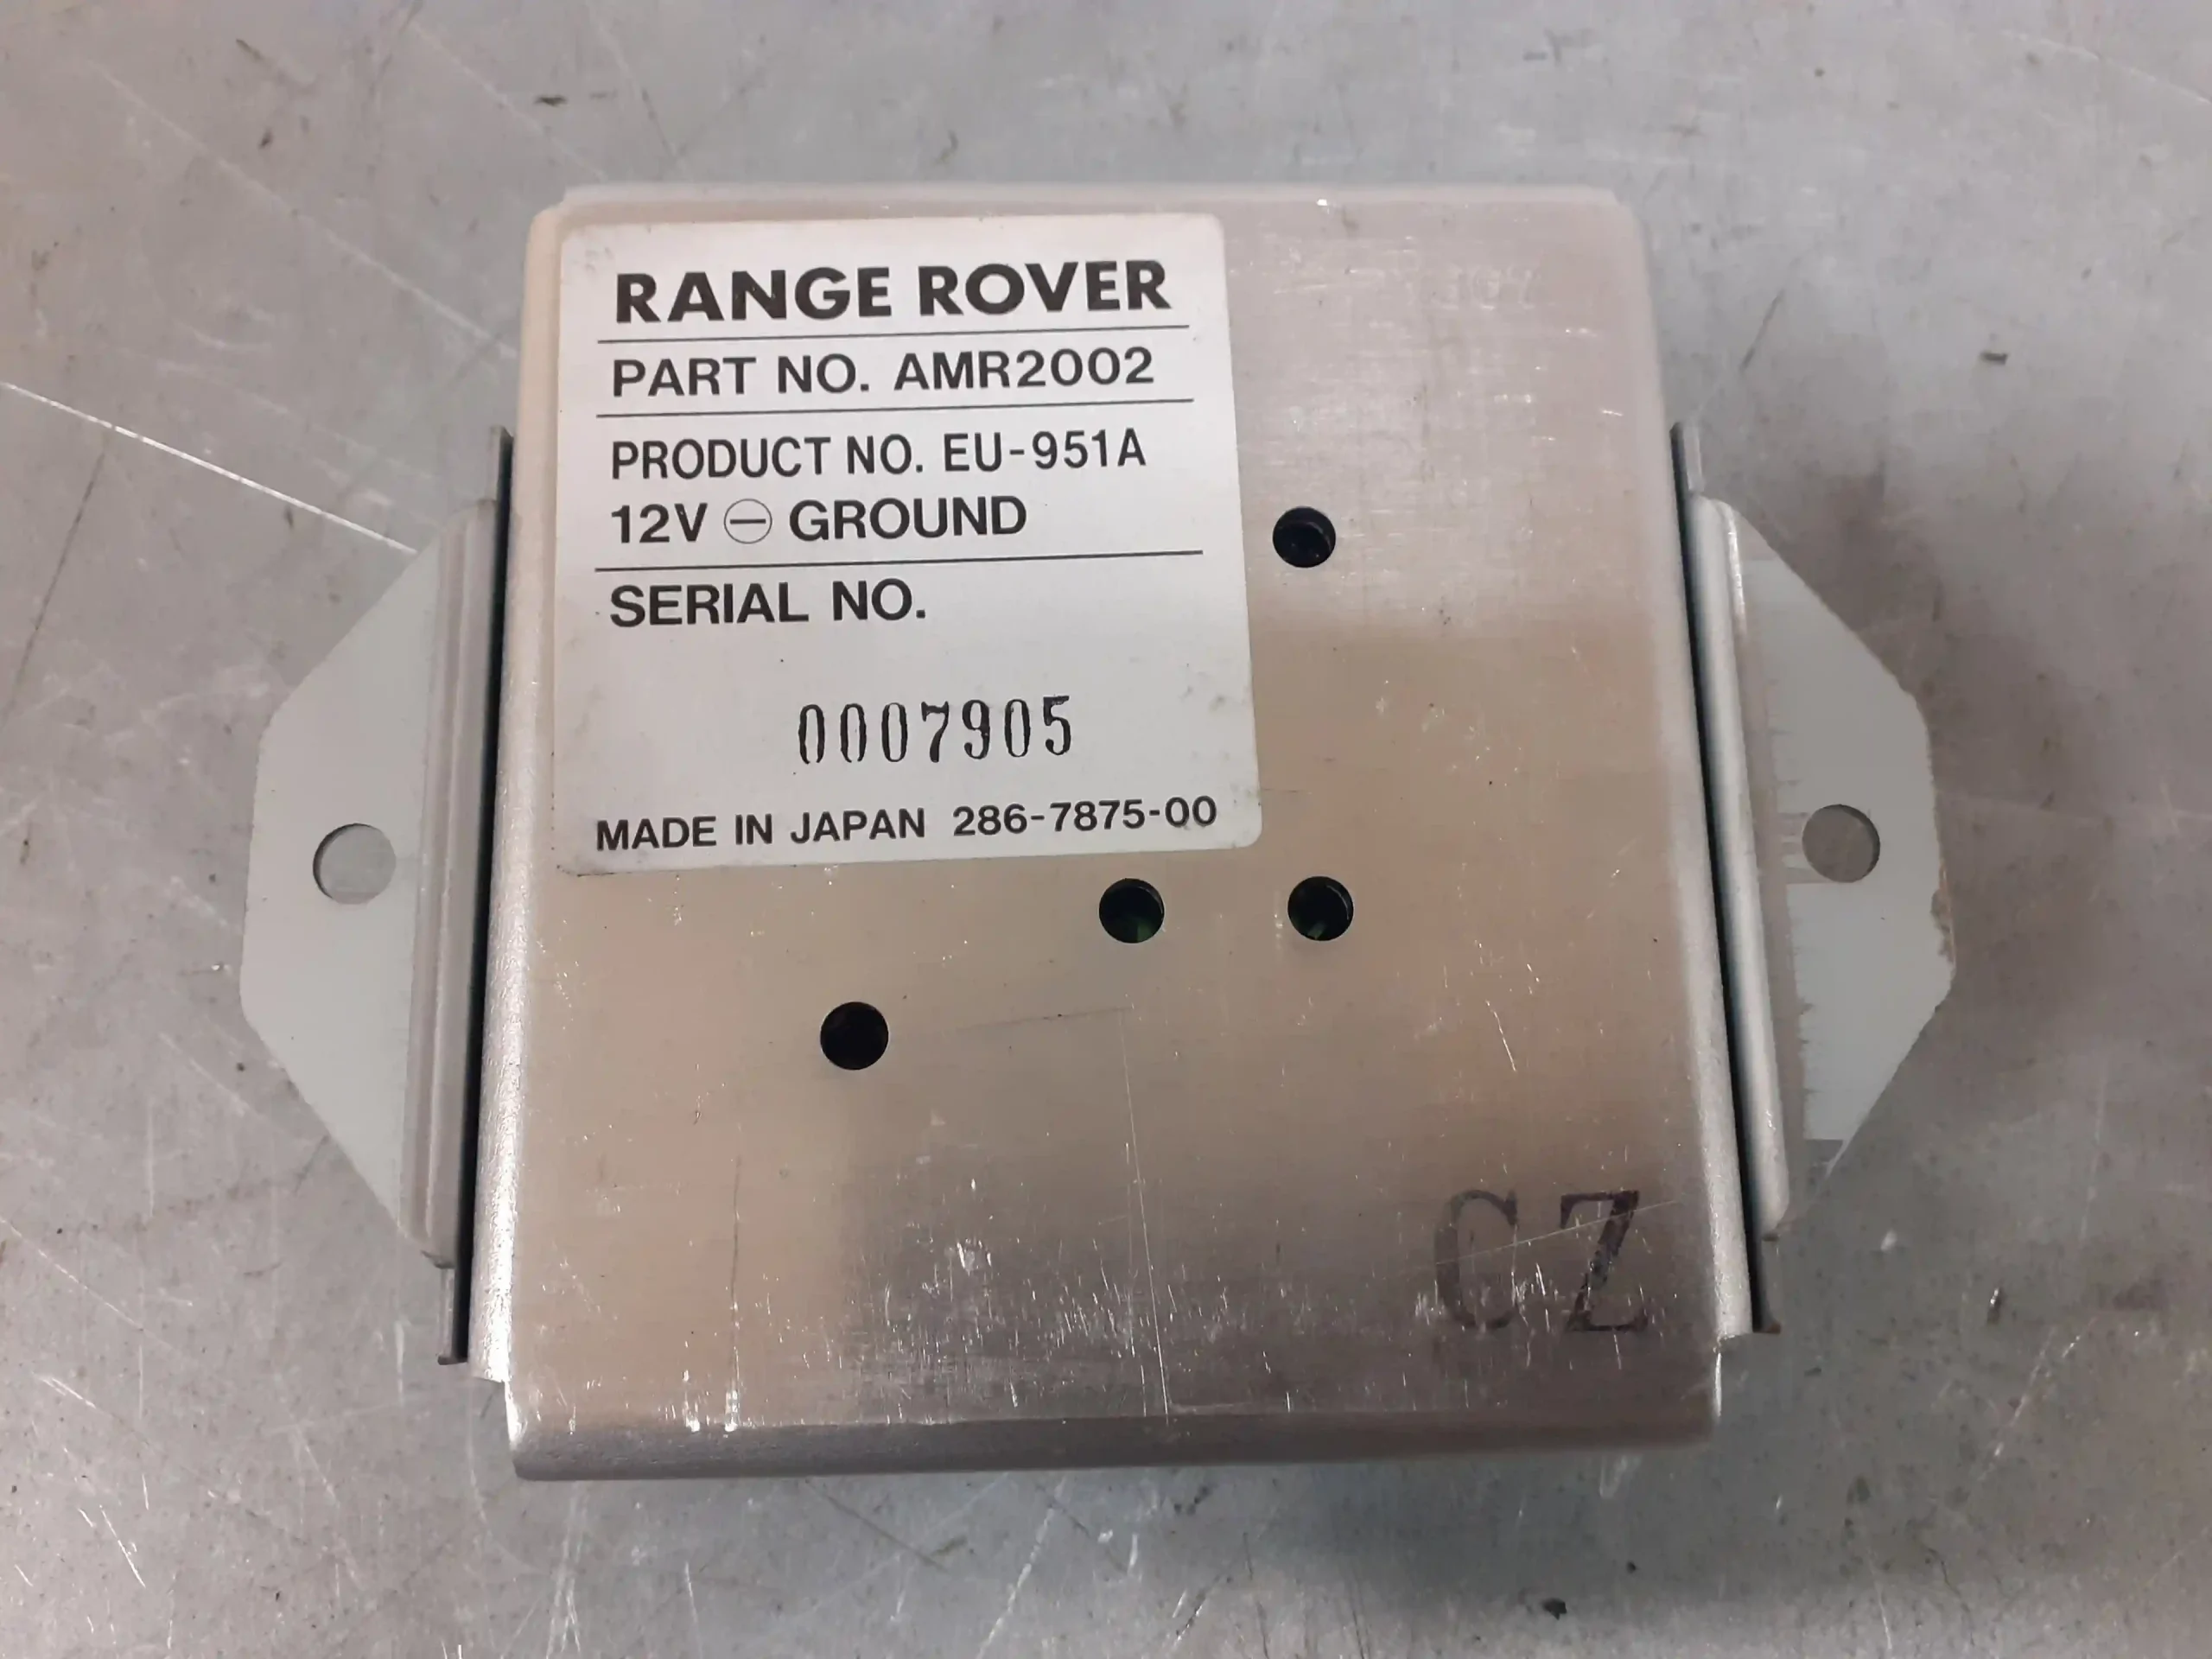 RANGE ROVER
PART NO. AMR2002
PRODUCT NO. EU-951A
12V ⊖ GROUND
SERIAL NO.
0007905
MADE IN JAPAN 286-7875-00
CZ